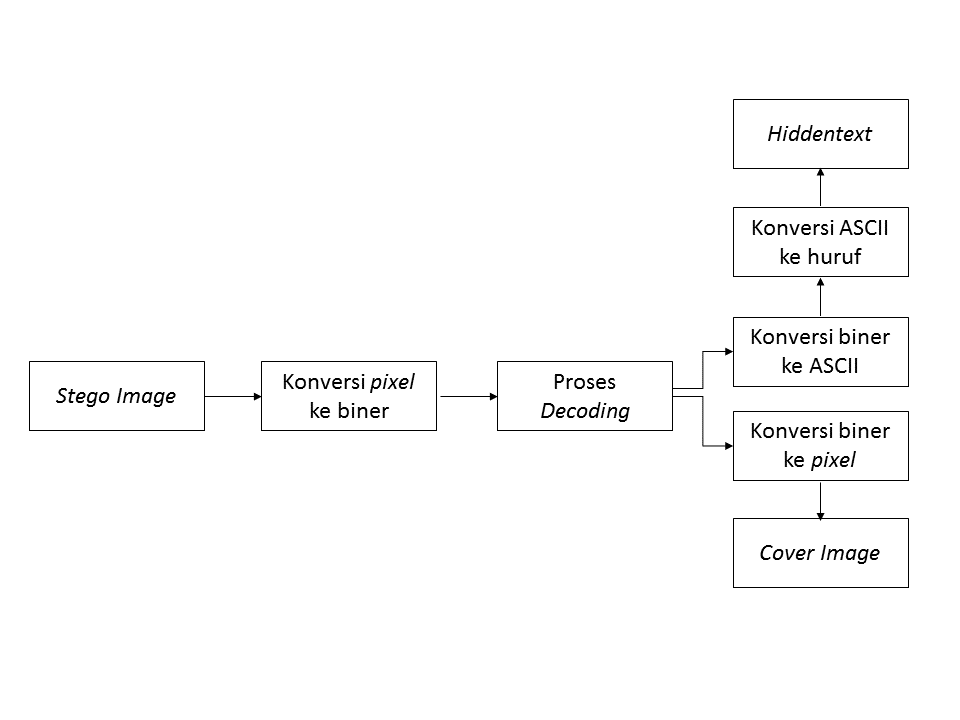 Stego Image
Konversi pixel
ke biner
Proses
Decoding
Hiddentext
Konversi ASCII
ke huruf
Konversi biner
ke ASCII
Konversi biner
ke pixel
Cover Image